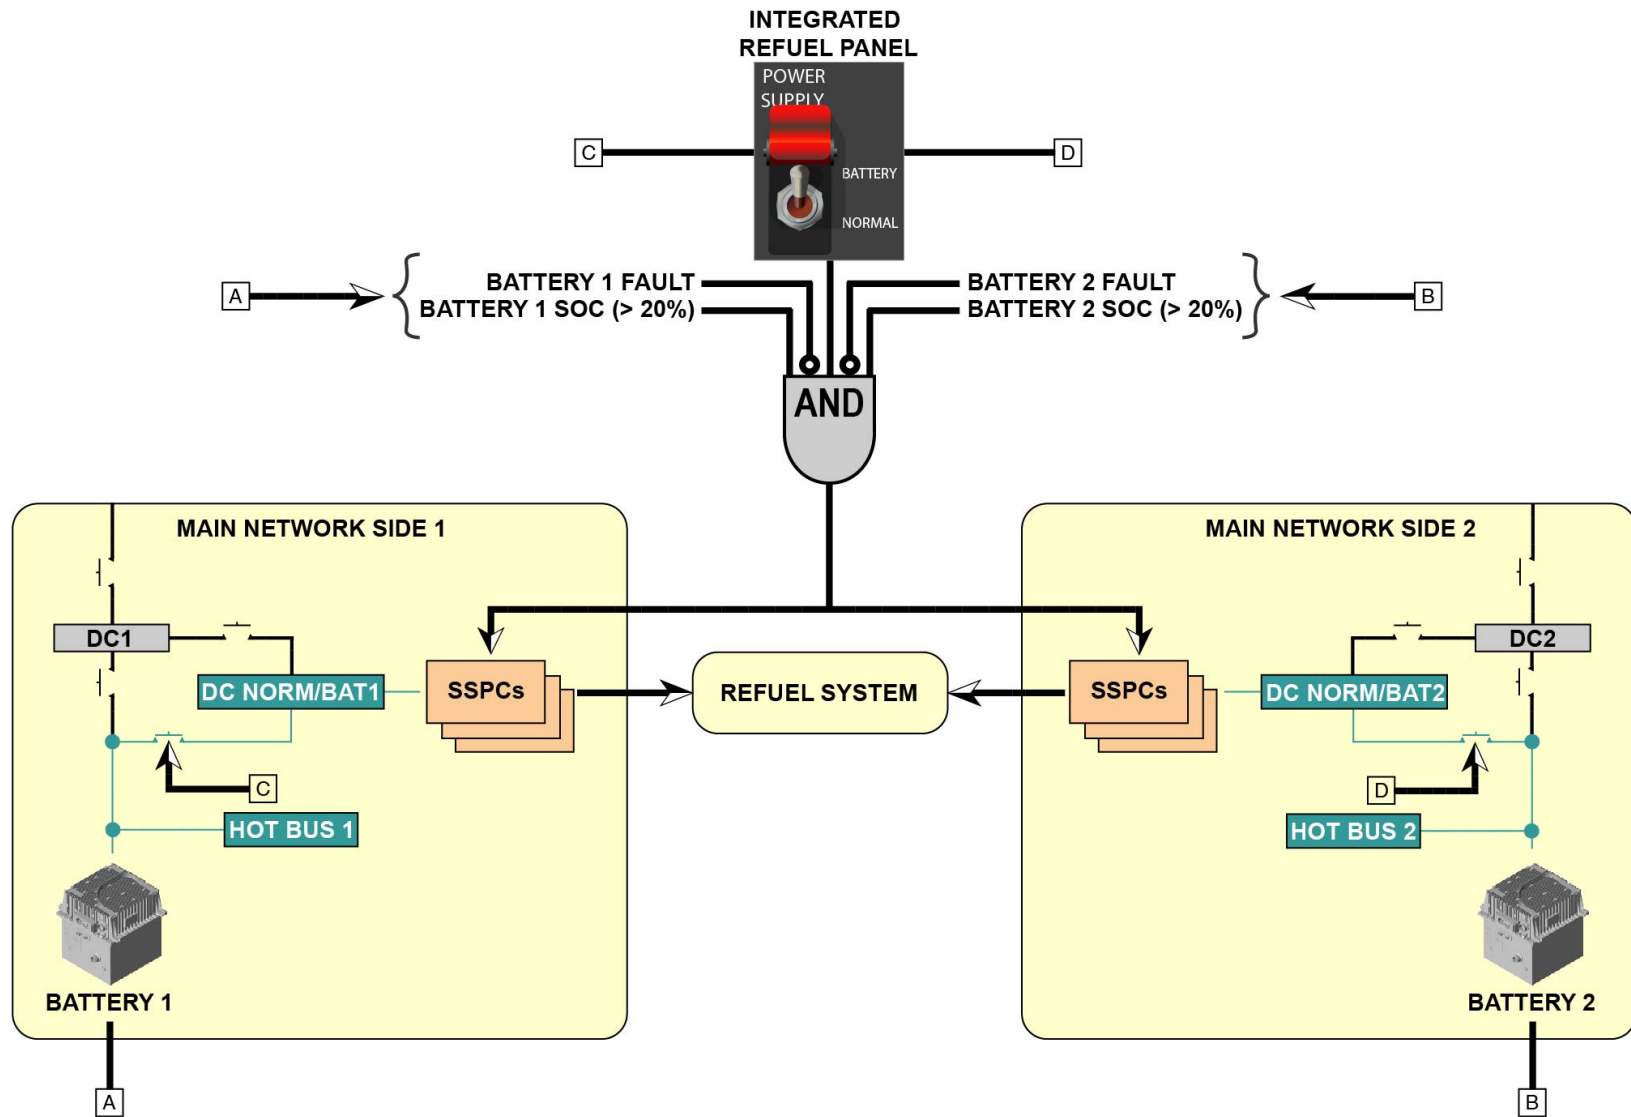 INTEGRATED
REFUEL PANEL
POWER
SUPPLY
BATTERY
NORMAL
C
D
A
BATTERY 1 FAULT
BATTERY 1 SOC (> 20%)
BATTERY 2 FAULT
BATTERY 2 SOC (> 20%)
B
AND
MAIN NETWORK SIDE 1
DC1
DC NORM/BAT1
SSPCs
C
HOT BUS 1
BATTERY 1
A
REFUEL SYSTEM
MAIN NETWORK SIDE 2
DC2
SSPCs
DC NORM/BAT2
D
HOT BUS 2
BATTERY 2
B